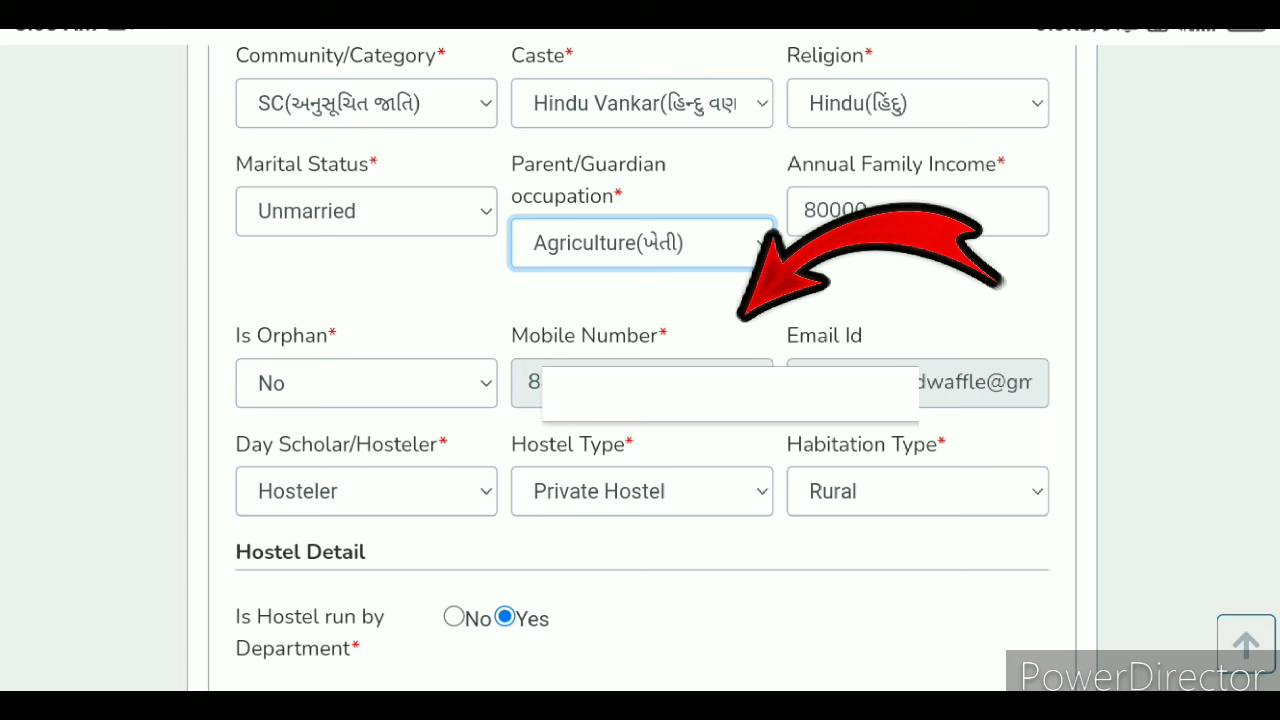 Community/Category* Caste* Religion*
SC(અનુસૂચિત જાતિ) Hindu Vankar(હિન્દુ વણ Hindu(હિંદુ)
Marital Status* Parent/Guardian occupation* Annual Family Income*
Unmarried Agriculture(ખેતી) 80000
Is Orphan* Mobile Number* Email Id
No 8 dwaffle@gm
Day Scholar/Hosteler* Hostel Type* Habitation Type*
Hosteler Private Hostel Rural
Hostel Detail
Is Hostel run by Department* No Yes
PowerDirector